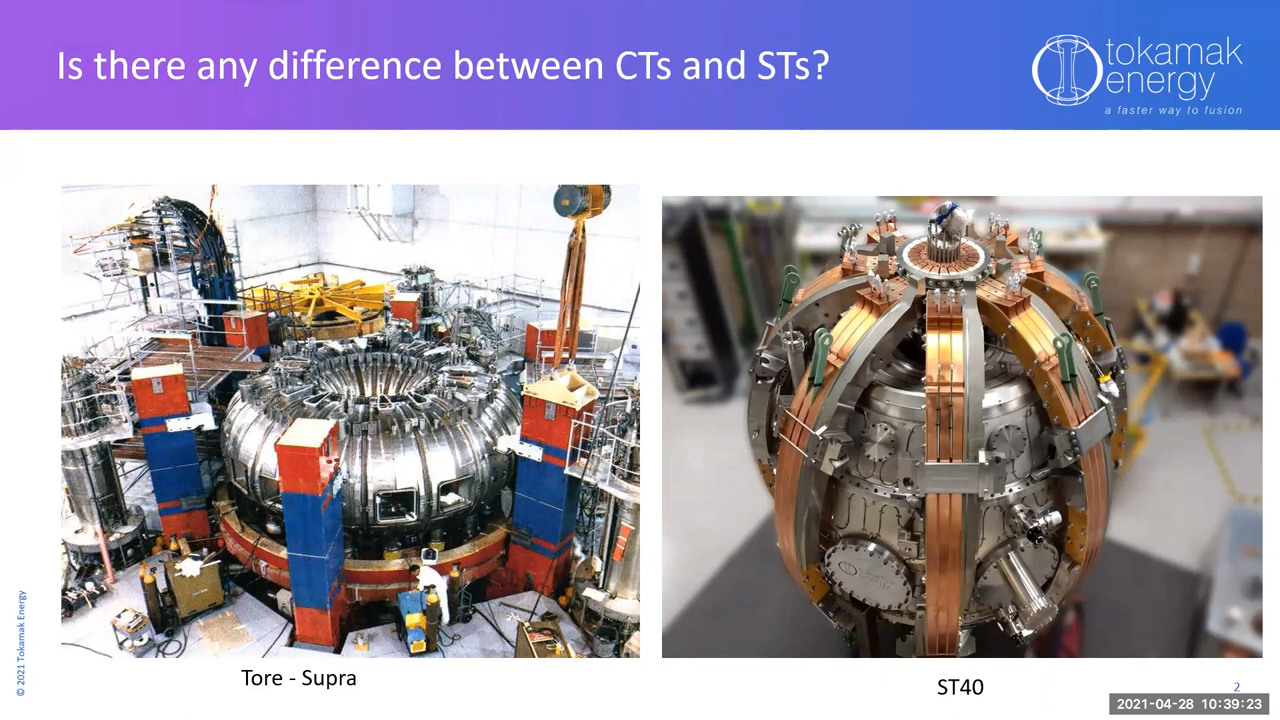 Is there any difference between CTs and STs?
tokamak
energy
a faster way to fusion
© 2021 Tokamak Energy
Tore - Supra
ST40
2
2021-04-28 10:39:23